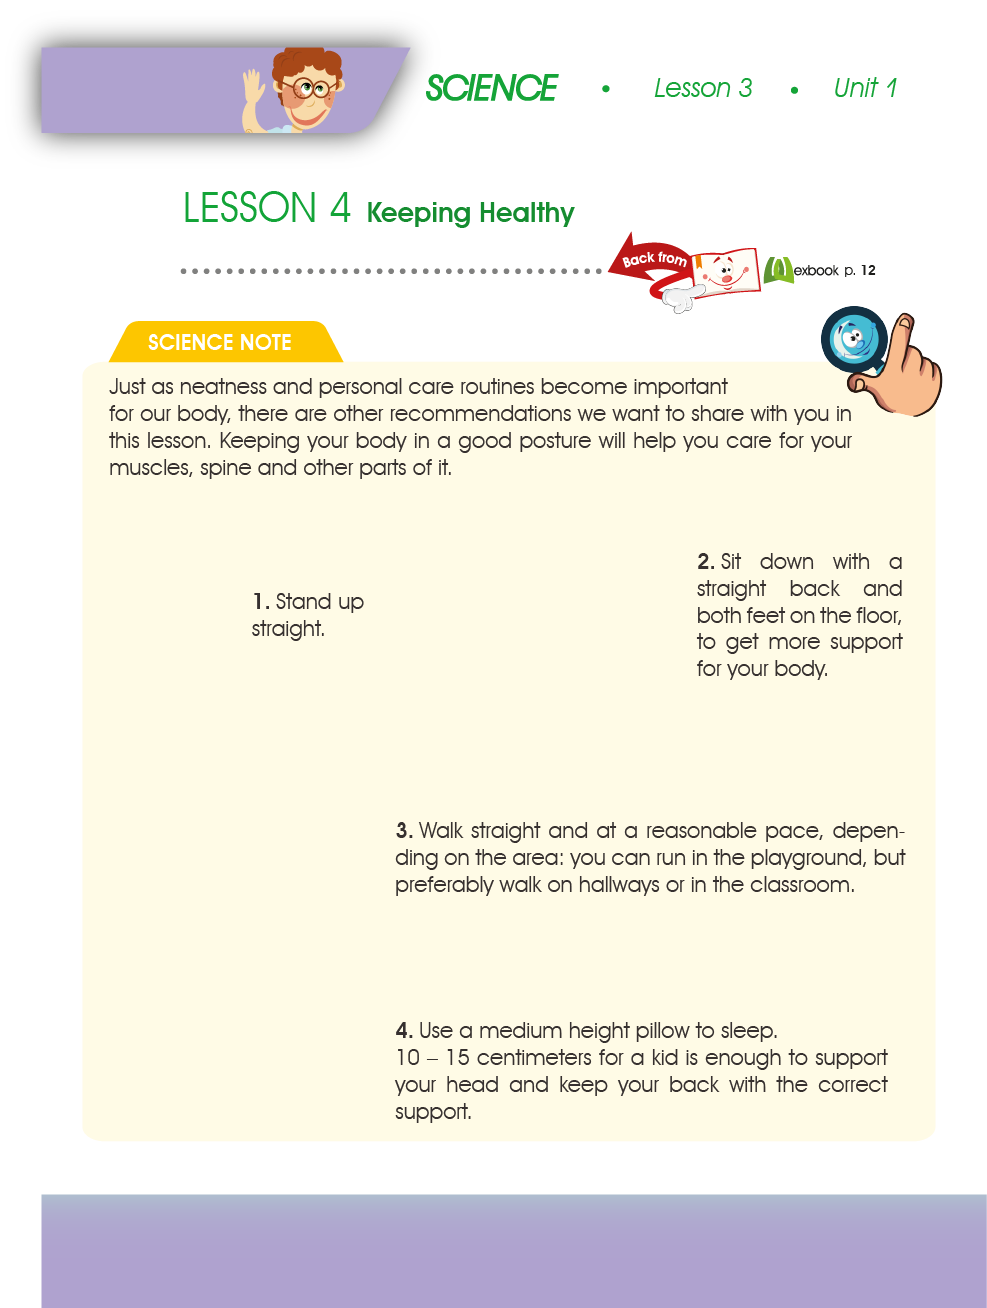 SCIENCE • Lesson 3 • Unit 1
LESSON 4 Keeping Healthy
Back from exbook p. 12
SCIENCE NOTE
Just as neatness and personal care routines become important
for our body, there are other recommendations we want to share with you in
this lesson. Keeping your body in a good posture will help you care for your
muscles, spine and other parts of it.
1. Stand up
straight.
2. Sit down with a
straight back and
both feet on the floor,
to get more support
for your body.
3. Walk straight and at a reasonable pace, depen-
ding on the area: you can run in the playground, but
preferably walk on hallways or in the classroom.
4. Use a medium height pillow to sleep.
10 – 15 centimeters for a kid is enough to support
your head and keep your back with the correct
support.